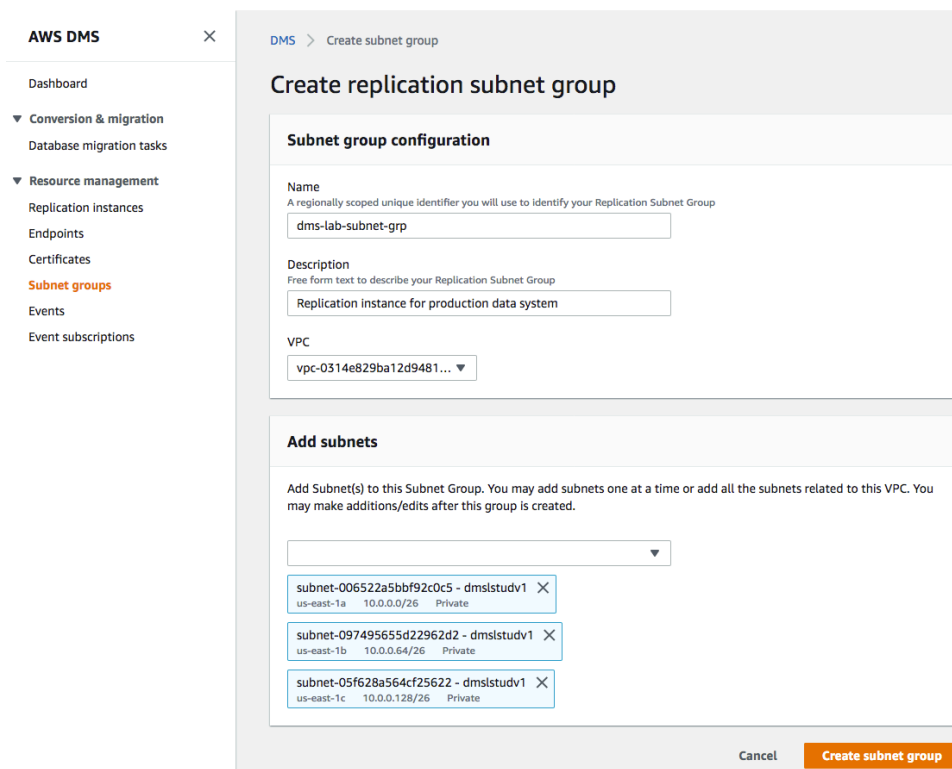 AWS DMS
Dashboard
Conversion & migration
Database migration tasks
Resource management
Replication instances
Endpoints
Certificates
Subnet groups
Events
Event subscriptions
DMS > Create subnet group
Create replication subnet group
Subnet group configuration
Name
A regionally scoped unique identifier you will use to identify your Replication Subnet Group
dms-lab-subnet-grp
Description
Free form text to describe your Replication Subnet Group
Replication instance for production data system
VPC
vpc-0314e829ba12d9481...
Add subnets
Add Subnet(s) to this Subnet Group. You may add subnets one at a time or add all the subnets related to this VPC. You
may make additions/edits after this group is created.
subnet-006522a5bbf92c0c5 - dmslstudv1
us-east-1a 10.0.0.0/26 Private
subnet-097495655d22962d2 - dmslstudv1
us-east-1b 10.0.0.64/26 Private
subnet-05f628a564cf25622 - dmslstudv1
us-east-1c 10.0.0.128/26 Private
Cancel Create subnet group